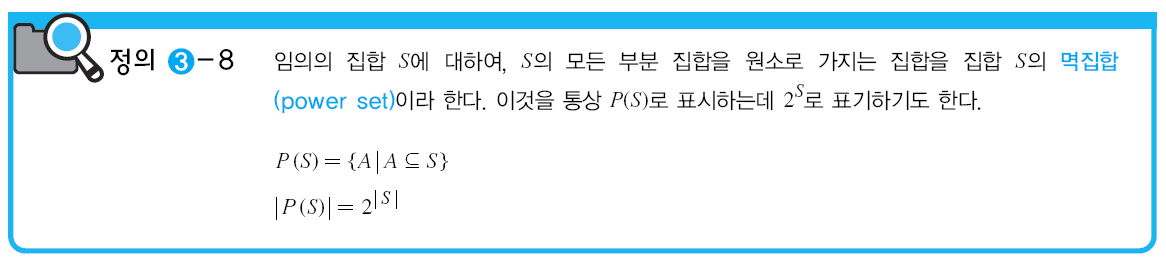 정의 3-8 임의의 집합 S에 대하여, S의 모든 부분 집합을 원소로 가지는 집합을 집합 S의 멱집합
(power set)이라 한다. 이것을 통상 P(S)로 표시하는데 2^S로 표기하기도 한다.
P(S) = {A | A ⊆ S}
|P(S)| = 2^|S|